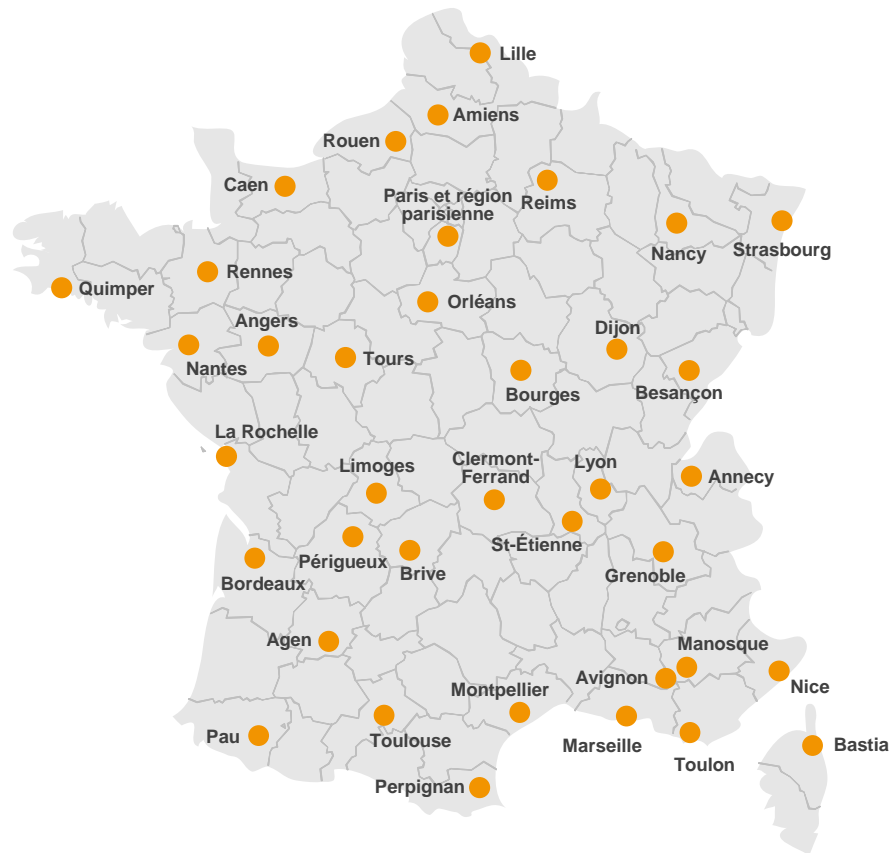 Lille
Amiens
Rouen
Caen
Paris et région
parisienne
Reims
Nancy
Strasbourg
Rennes
Quimper
Orléans
Angers
Dijon
Nantes
Tours
Bourges
Besançon
La Rochelle
Limoges
Clermont-
Ferrand
Lyon
Annecy
St-Étienne
Périgueux
Brive
Grenoble
Bordeaux
Agen
Manosque
Avignon
Nice
Montpellier
Pau
Toulouse
Marseille
Toulon
Bastia
Perpignan